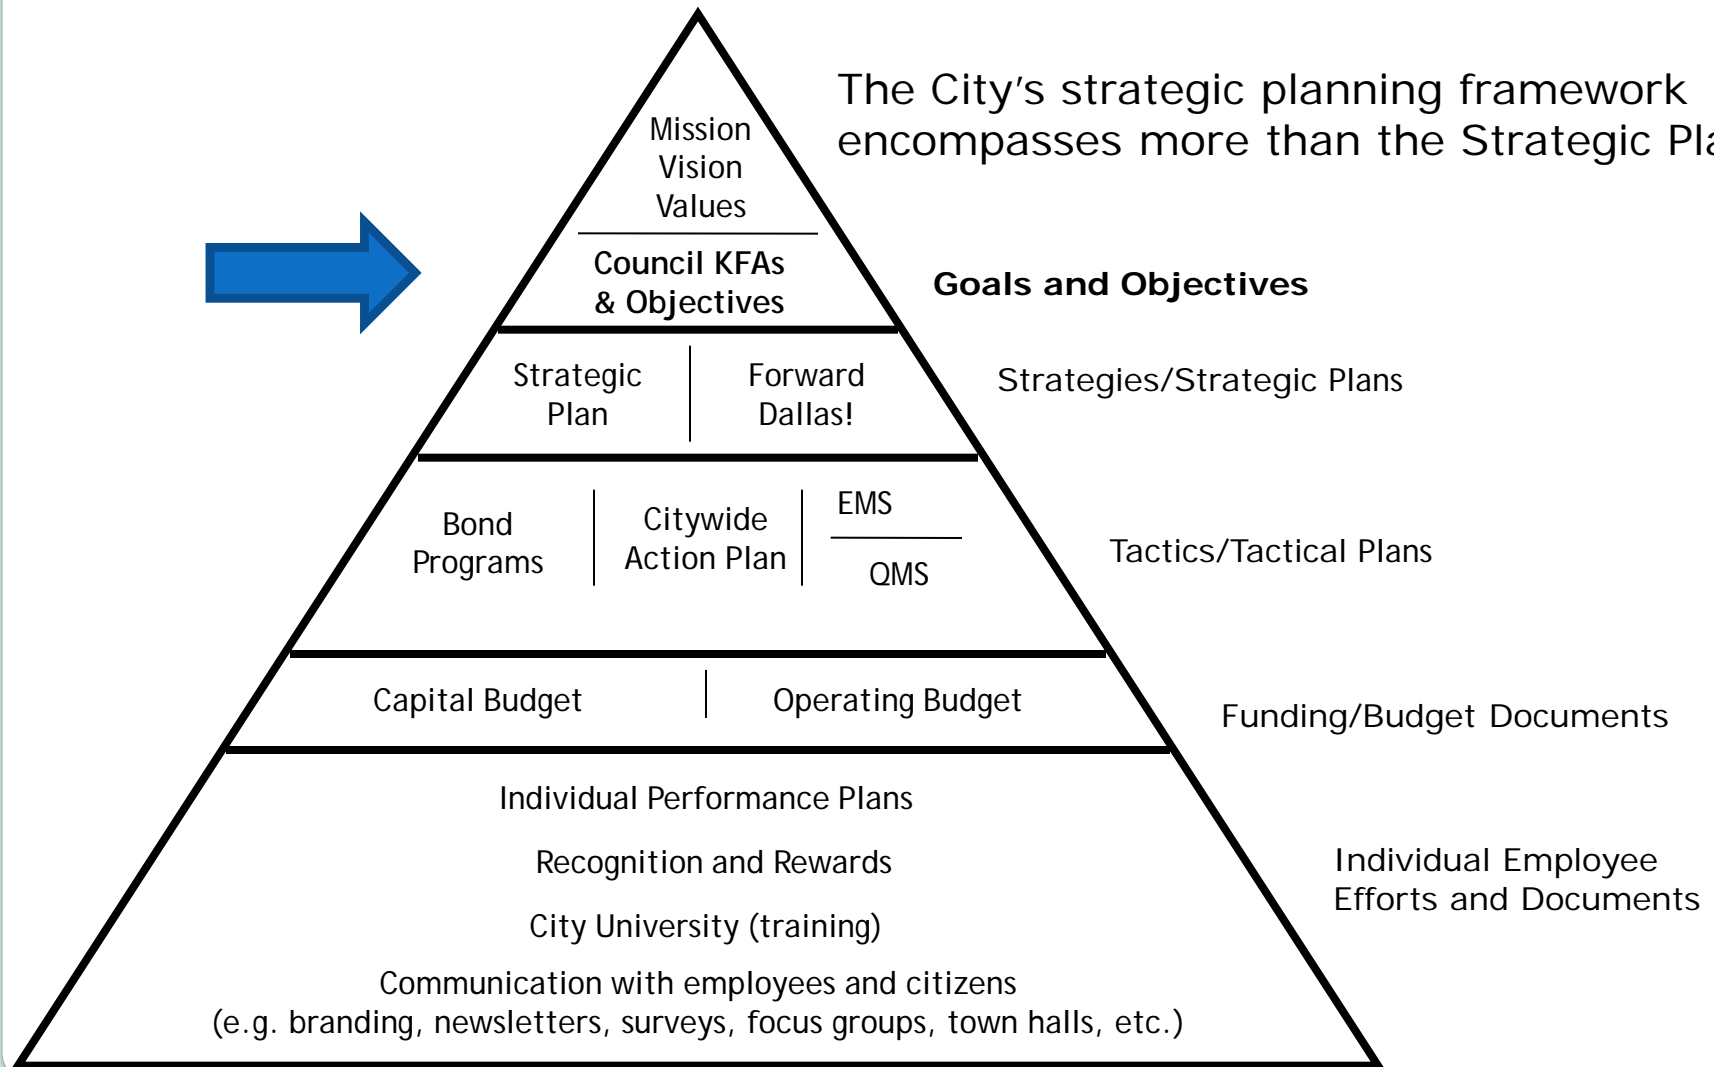 The City's strategic planning framework
encompasses more than the Strategic
Mission
Vision
Values
Council KFAs
& Objectives
Goals and Objectives
Strategic
Plan
Forward
Dallas!
Strategies/Strategic Plans
Bond
Programs
Citywide
Action Plan
EMS
QMS
Tactics/Tactical Plans
Capital Budget
Operating Budget
Funding/Budget Documents
Individual Performance Plans
Recognition and Rewards
City University (training)
Communication with employees and citizens
(e.g. branding, newsletters, surveys, focus groups, town halls, etc.)
Individual Employee
Efforts and Documents